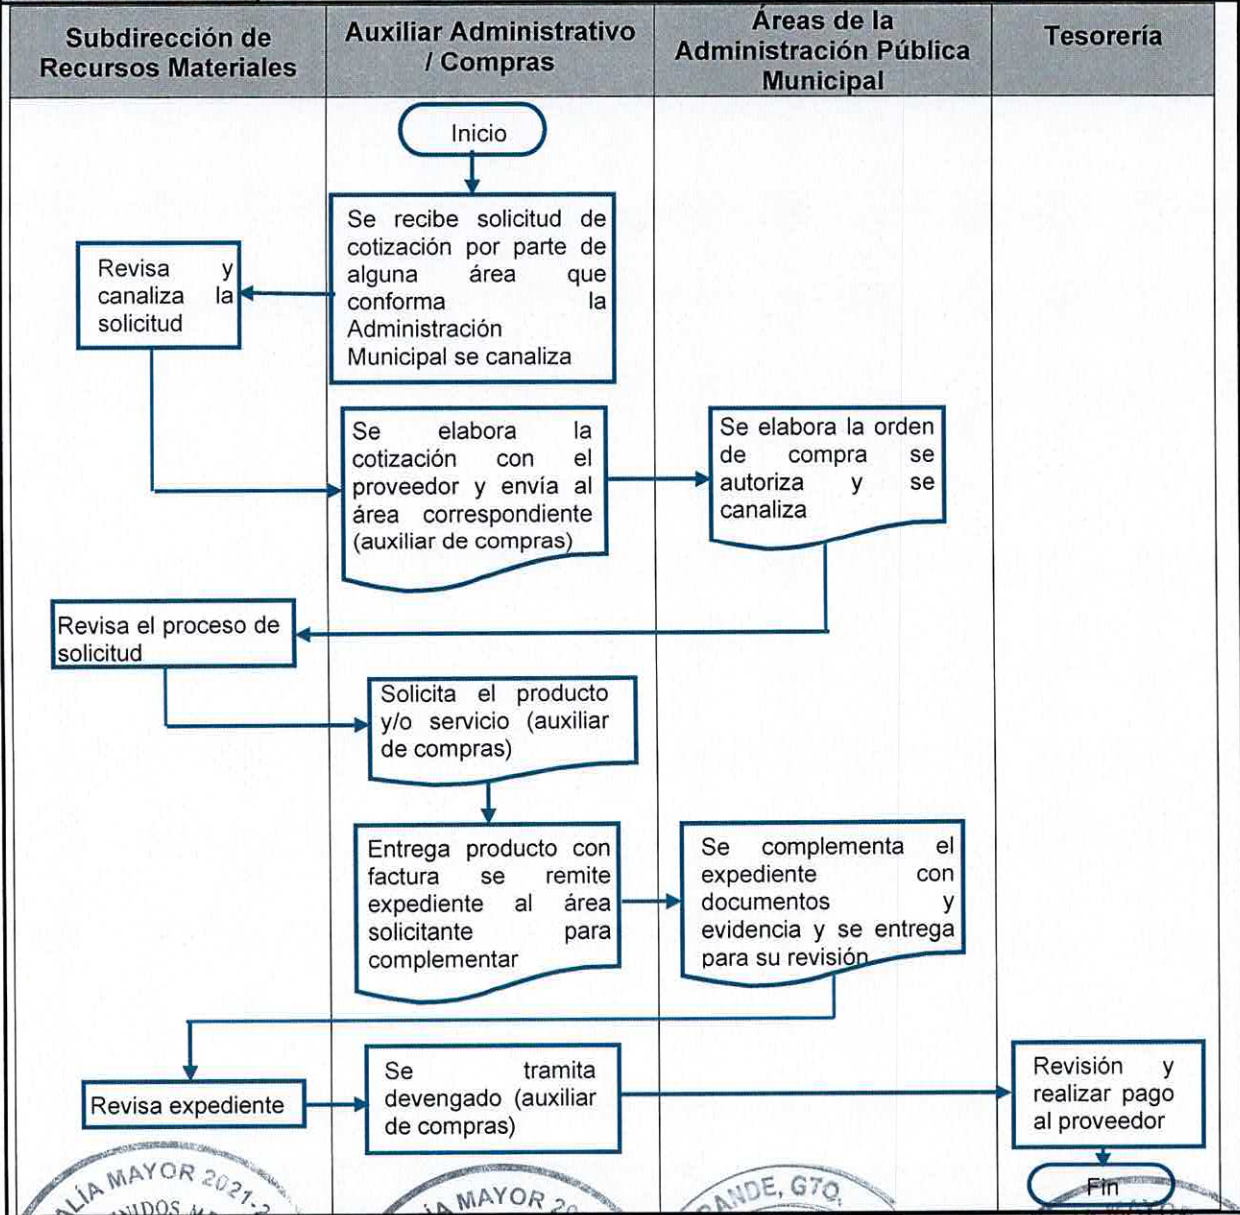 Subdirección de
Recursos Materiales
Auxiliar Administrativo
/ Compras
Áreas de la
Administración Pública
Municipal
Tesorería
Inicio
Se recibe solicitud de
cotización por parte de
alguna área que
conforma la
Administración
Municipal se canaliza
Revisa y
canaliza la
solicitud
Se elabora la
cotización con el
proveedor y envía al
área correspondiente
(auxiliar de compras)
Se elabora la orden
de compra se
autoriza y se
canaliza
Revisa el proceso de
solicitud
Solicita el producto
y/o servicio (auxiliar
de compras)
Entrega producto con
factura se remite
expediente al área
solicitante para
complementar
Se complementa el
expediente con
documentos y
evidencia y se entrega
para su revisión
Revisa expediente
Se tramita
devengado (auxiliar
de compras)
Revisión y
realizar pago
al proveedor
Fin
MAYOR 2021-2
MAYOR 20
GTO.